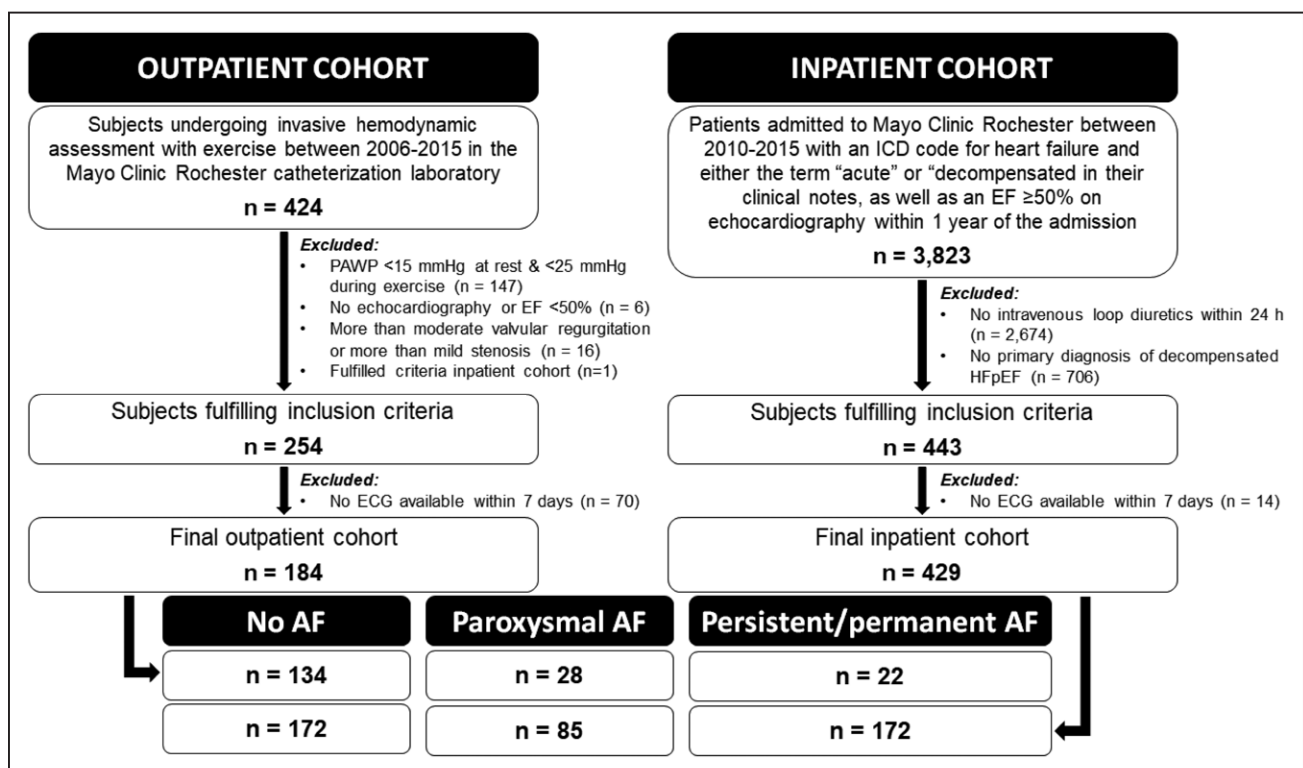 OUTPATIENT COHORT
Subjects undergoing invasive hemodynamic
assessment with exercise between 2006-2015 in the
Mayo Clinic Rochester catheterization laboratory
n = 424
Excluded:
• PAWP <15 mmHg at rest & <25 mmHg
during exercise (n = 147)
• No echocardiography or EF <50% (n = 6)
• More than moderate valvular regurgitation
or more than mild stenosis (n = 16)
• Fulfilled criteria inpatient cohort (n=1)
Subjects fulfilling inclusion criteria
n = 254
Excluded:
• No ECG available within 7 days (n = 70)
Final outpatient cohort
n = 184
INPATIENT COHORT
Patients admitted to Mayo Clinic Rochester between
2010-2015 with an ICD code for heart failure and
either the term “acute” or “decompensated in their
clinical notes, as well as an EF ≥50% on
echocardiography within 1 year of the admission
n = 3,823
Excluded:
• No intravenous loop diuretics within 24 h
(n = 2,674)
• No primary diagnosis of decompensated
HFpEF (n = 706)
Subjects fulfilling inclusion criteria
n = 443
Excluded:
• No ECG available within 7 days (n = 14)
Final inpatient cohort
n = 429
No AF Paroxysmal AF Persistent/permanent AF
n = 134 n = 28 n = 22
n = 172 n = 85 n = 172